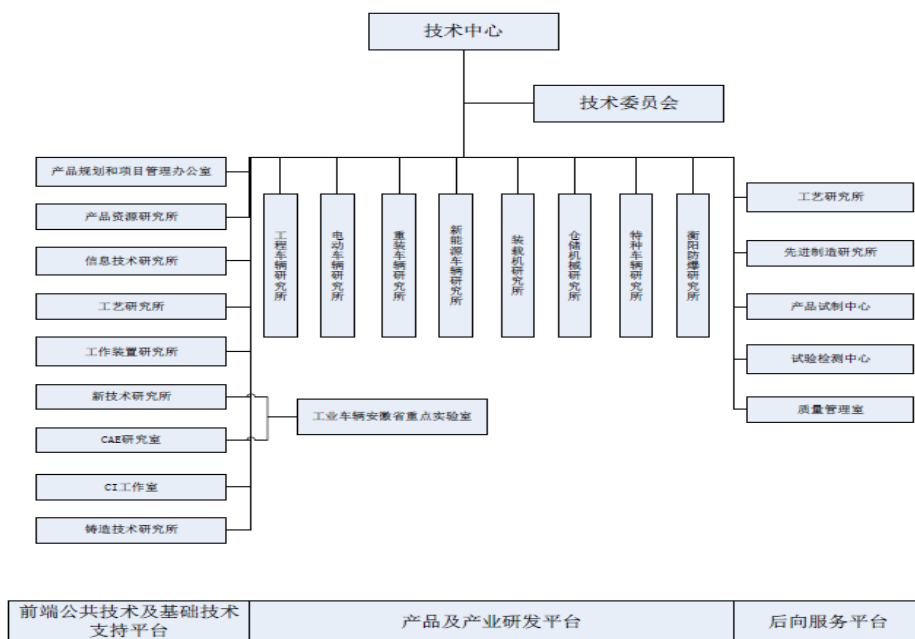 技术中心
技术委员会
产品规划和项目管理办公室
产品资源研究所
信息技术研究所
工艺研究所
工作装置研究所
新技术研究所
CAE研究室
CI工作室
铸造技术研究所
工业车辆安徽省重点实验室
工程车辆研究所
电动车辆研究所
重装车辆研究所
新能源车辆研究所
装载机研究所
仓储机械研究所
特种车辆研究所
衡阳防爆研究所
工艺研究所
先进制造研究所
产品试制中心
试验检测中心
质量管理室
前端公共技术及基础技术
支持平台
产品及产业研发平台
后向服务平台